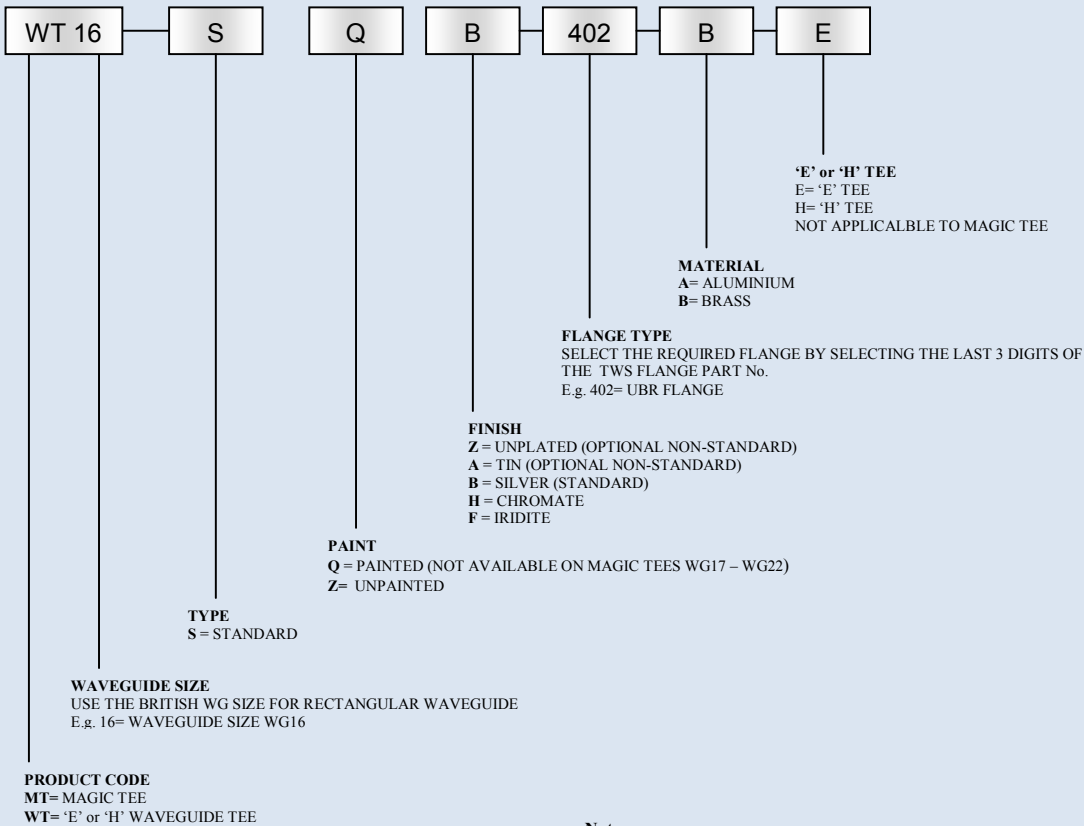 WT 16 S Q B 402 B E
'E' or 'H' TEE
E= 'E' TEE
H= 'H' TEE
NOT APPLICALBLE TO MAGIC TEE
MATERIAL
A= ALUMINIUM
B= BRASS
FLANGE TYPE
SELECT THE REQUIRED FLANGE BY SELECTING THE LAST 3 DIGITS OF
THE TWS FLANGE PART No.
E.g. 402= UBR FLANGE
FINISH
Z = UNPLATED (OPTIONAL NON-STANDARD)
A = TIN (OPTIONAL NON-STANDARD)
B = SILVER (STANDARD)
H = CHROMATE
F = IRIDITE
PAINT
Q = PAINTED (NOT AVAILABLE ON MAGIC TEES WG17 – WG22)
Z= UNPAINTED
TYPE
S = STANDARD
WAVEGUIDE SIZE
USE THE BRITISH WG SIZE FOR RECTANGULAR WAVEGUIDE
E.g. 16= WAVEGUIDE SIZE WG16
PRODUCT CODE
MT= MAGIC TEE
WT= 'E' or 'H' WAVEGUIDE TEE